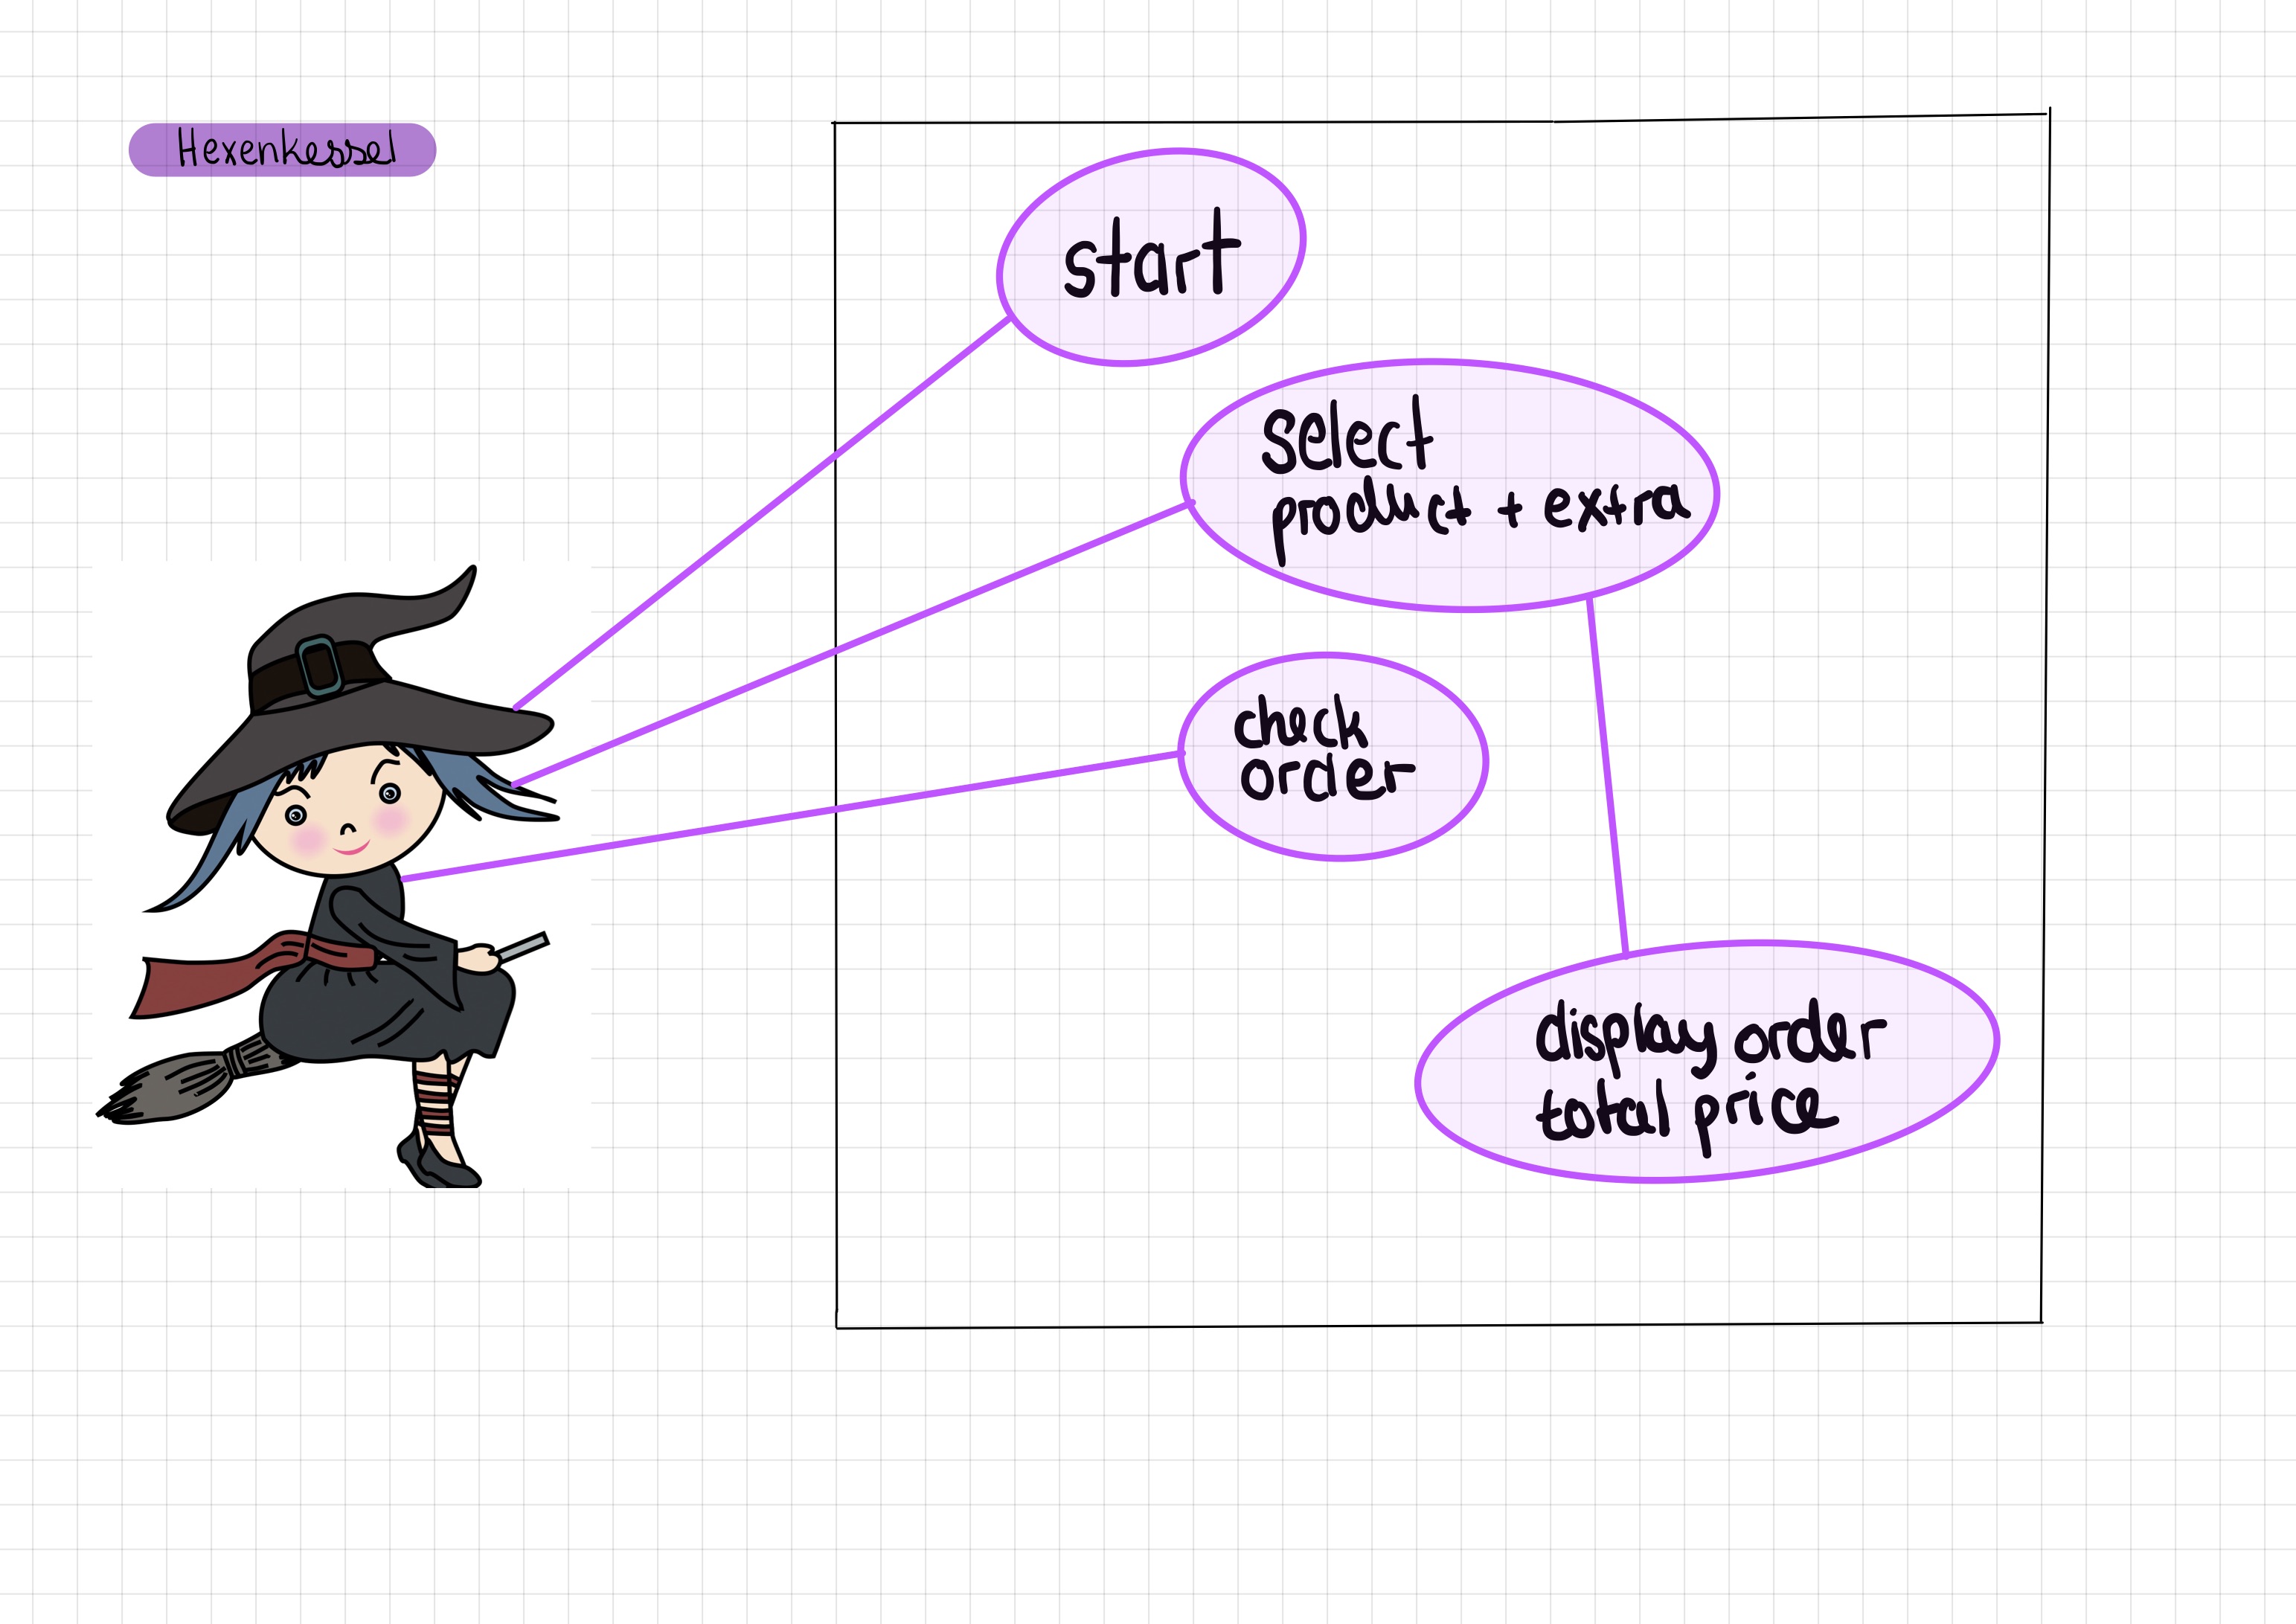 Hexenkessel
start
Select
product + extra
check
order
display order
total price